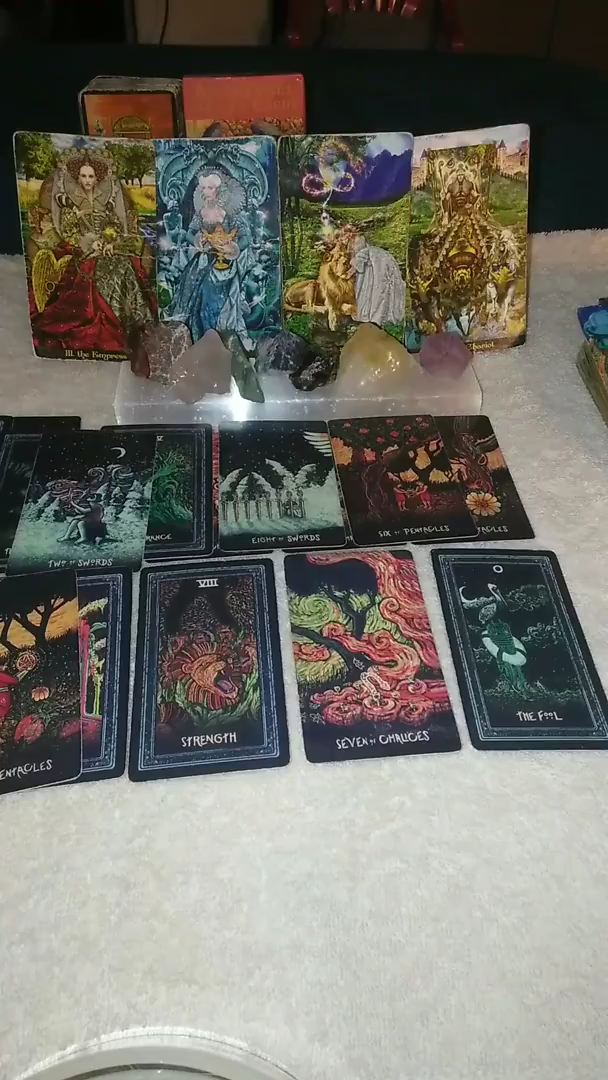 III. the Empress
Chariot
TWO OF SWORDS
RANCE
EIGHT OF SWORDS
SIX OF PENTACLES
ACLES
ENTACLES
VIII
STRENGTH
SEVEN OF CHALICES
O
THE FOOL